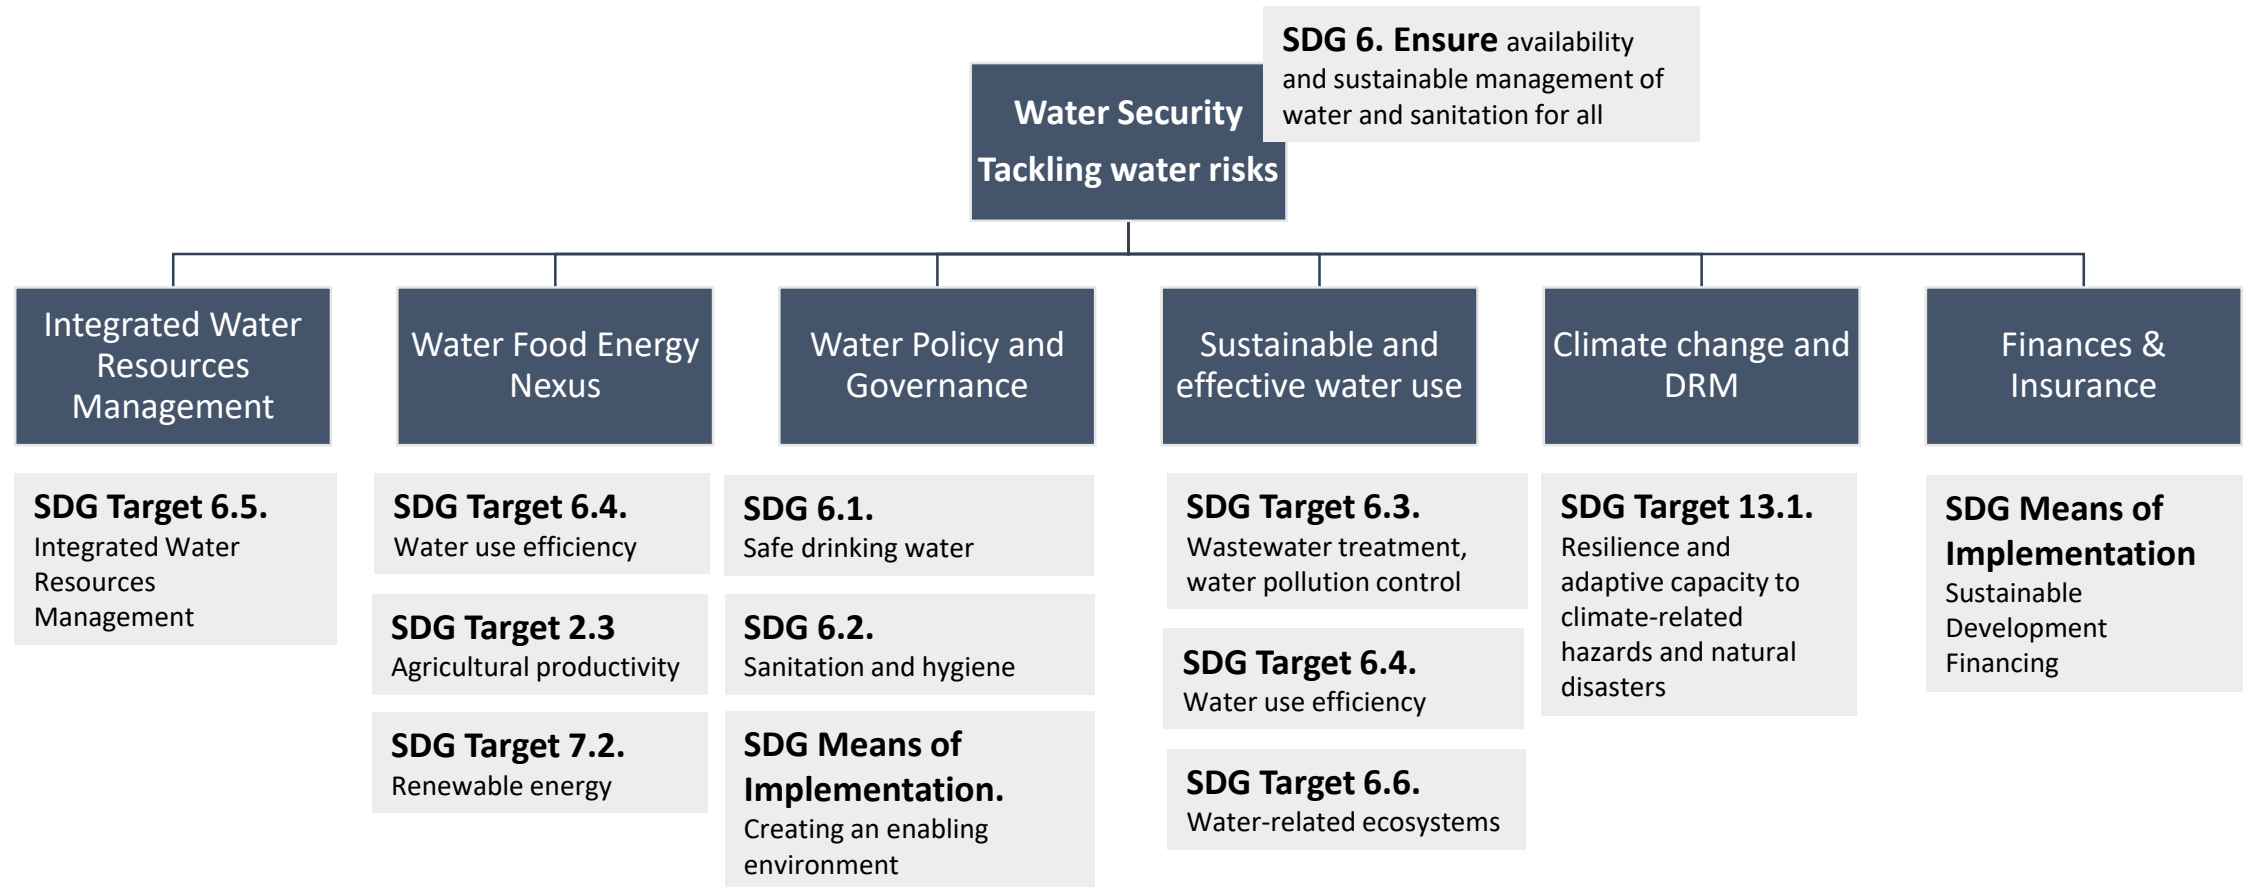 SDG 6. Ensure availability
and sustainable management of
water and sanitation for all
Water Security
Tackling water risks
Integrated Water
Resources
Management
Water Food Energy
Nexus
Water Policy and
Governance
Sustainable and
effective water use
Climate change and
DRM
Finances &
Insurance
SDG Target 6.5.
Integrated Water
Resources
Management
SDG Target 6.4.
Water use efficiency
SDG Target 2.3
Agricultural productivity
SDG Target 7.2.
Renewable energy
SDG 6.1.
Safe drinking water
SDG 6.2.
Sanitation and hygiene
SDG Means of
Implementation.
Creating an enabling
environment
SDG Target 6.3.
Wastewater treatment,
water pollution control
SDG Target 6.4.
Water use efficiency
SDG Target 6.6.
Water-related ecosystems
SDG Target 13.1.
Resilience and
adaptive capacity to
climate-related
hazards and natural
disasters
SDG Means of
Implementation
Sustainable
Development
Financing